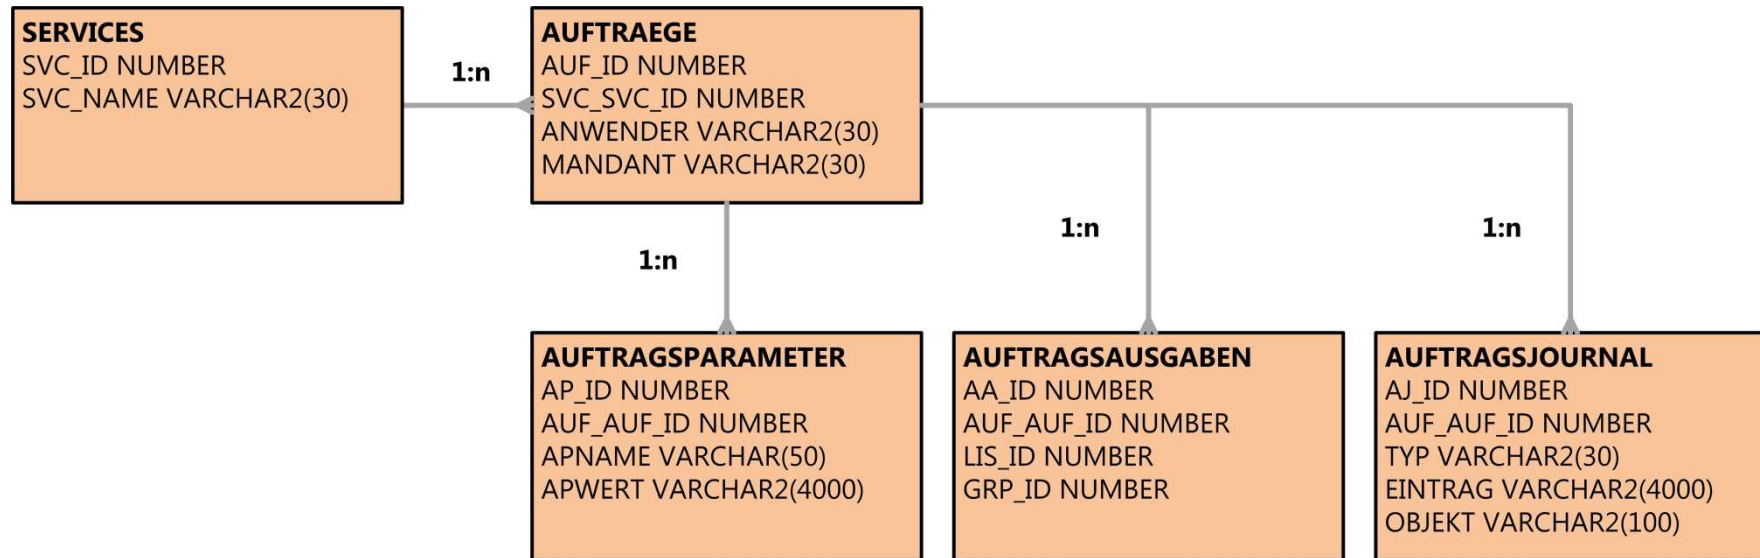 SERVICES
SVC_ID NUMBER
SVC_NAME VARCHAR2(30)
1:n
AUFTRAEGE
AUF_ID NUMBER
SVC_SVC_ID NUMBER
ANWENDER VARCHAR2(30)
MANDANT VARCHAR2(30)
1:n
1:n
1:n
AUFTRAGSPARAMETER
AP_ID NUMBER
AUF_AUF_ID NUMBER
APNAME VARCHAR(50)
APWERT VARCHAR2(4000)
AUFTRAGSAUSGABEN
AA_ID NUMBER
AUF_AUF_ID NUMBER
LIS_ID NUMBER
GRP_ID NUMBER
AUFTRAGSJOURNAL
AJ_ID NUMBER
AUF_AUF_ID NUMBER
TYP VARCHAR2(30)
EINTRAG VARCHAR2(4000)
OBJEKT VARCHAR2(100)